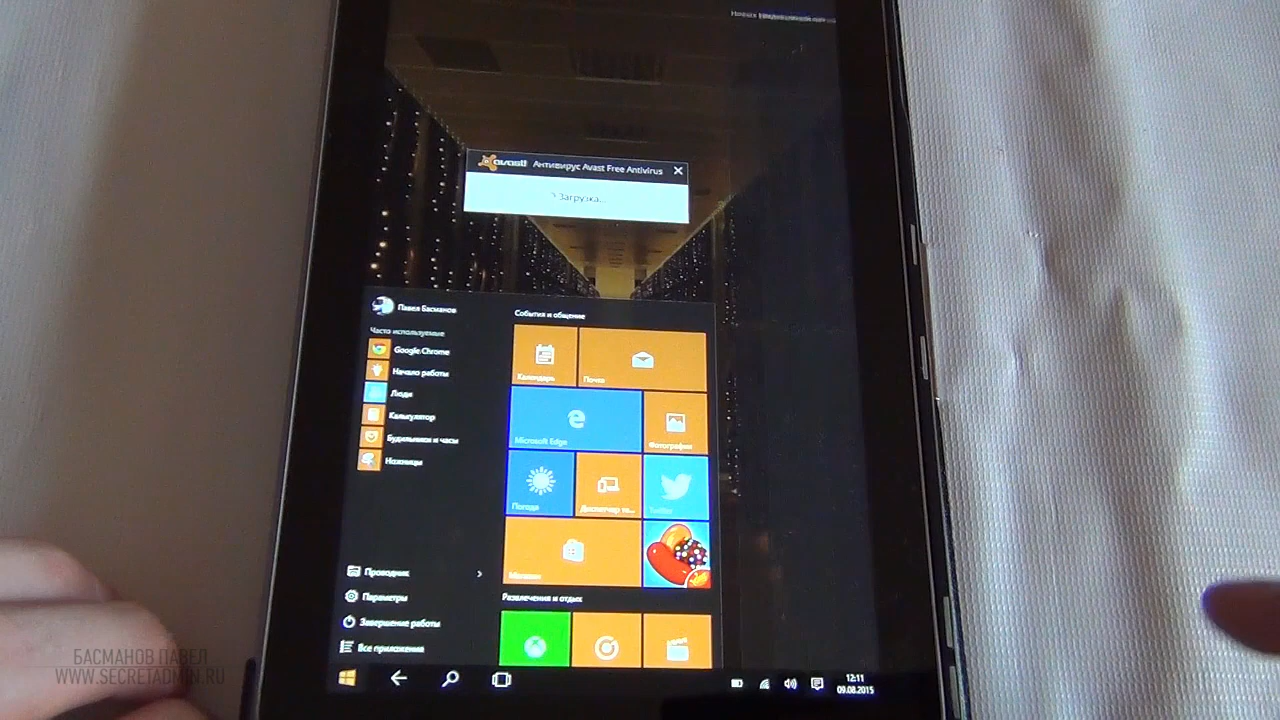 avast! Антивирус Avast Free Antivirus
Загрузка...
Павел Басманов
Часто используемые
Google Chrome
Начало работы
Люди
Калькулятор
Будильники и часы
Ножницы
Проводник
Параметры
Завершение работы
Все приложения
События и общение
Календарь
Почта
Microsoft Edge
Фотографии
Погода
Диспетчер те...
Twitter
Магазин
Развлечения и отдых
12:11
09.08.2015
БАСМАНОВ ПАВЕЛ
WWW.SECRETADMIN.RU